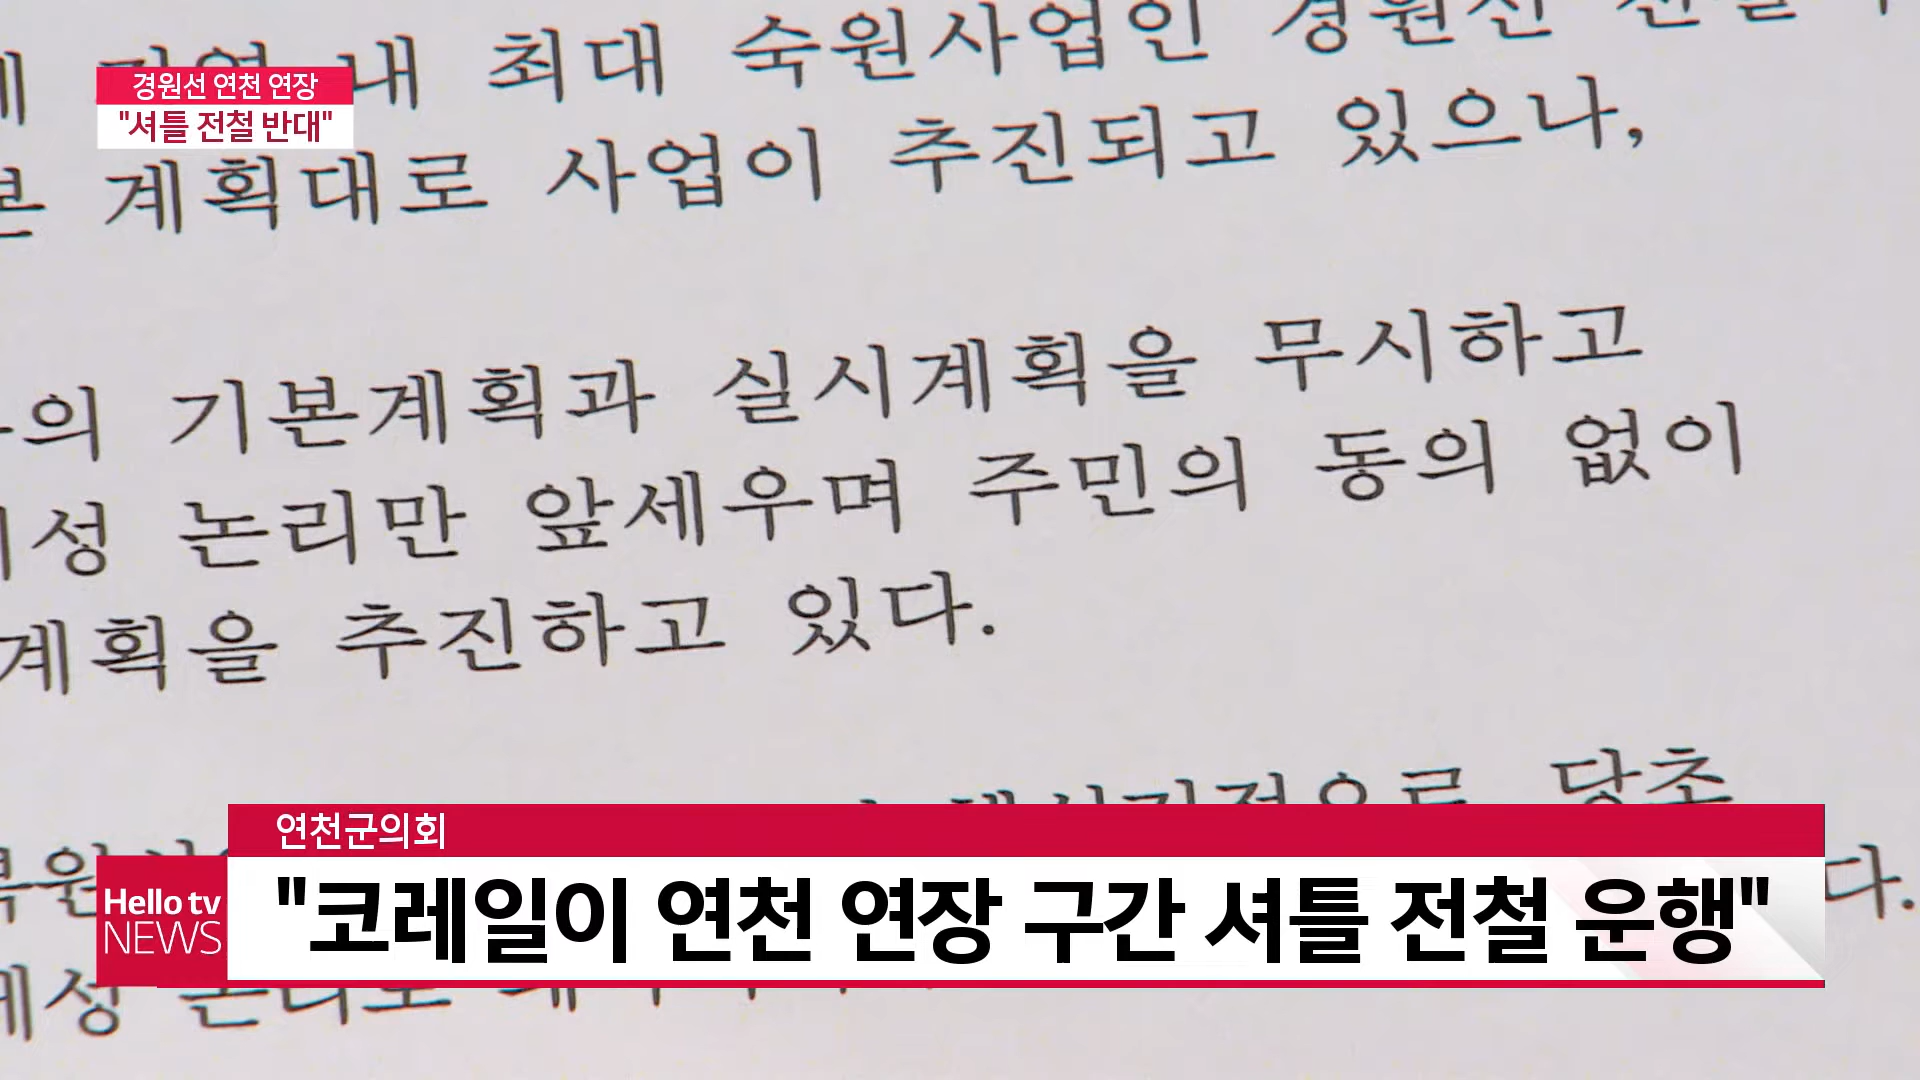 내 최대 숙원사업인 경원선
경원선 연천 연장
"셔틀 전철 반대"
계획대로 사업이 추진되고 있으나,
의 기본계획과 실시계획을 무시하고
성 논리만 앞세우며 주민의 동의 없이
계획을 추진하고 있다.
당초
연천군의회
Hello tv
NEWS
"코레일이 연천 연장 구간 셔틀 전철 운행"
다.